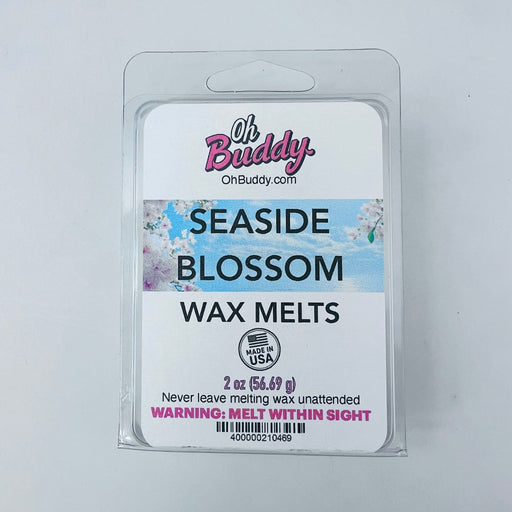 Oh
Buddy
OhBuddy.com
SEASIDE
BLOSSOM
WAX MELTS
MADE IN
USA
2 oz (56.69 g)
Never leave melting wax unattended
WARNING: MELT WITHIN SIGHT
400000210469